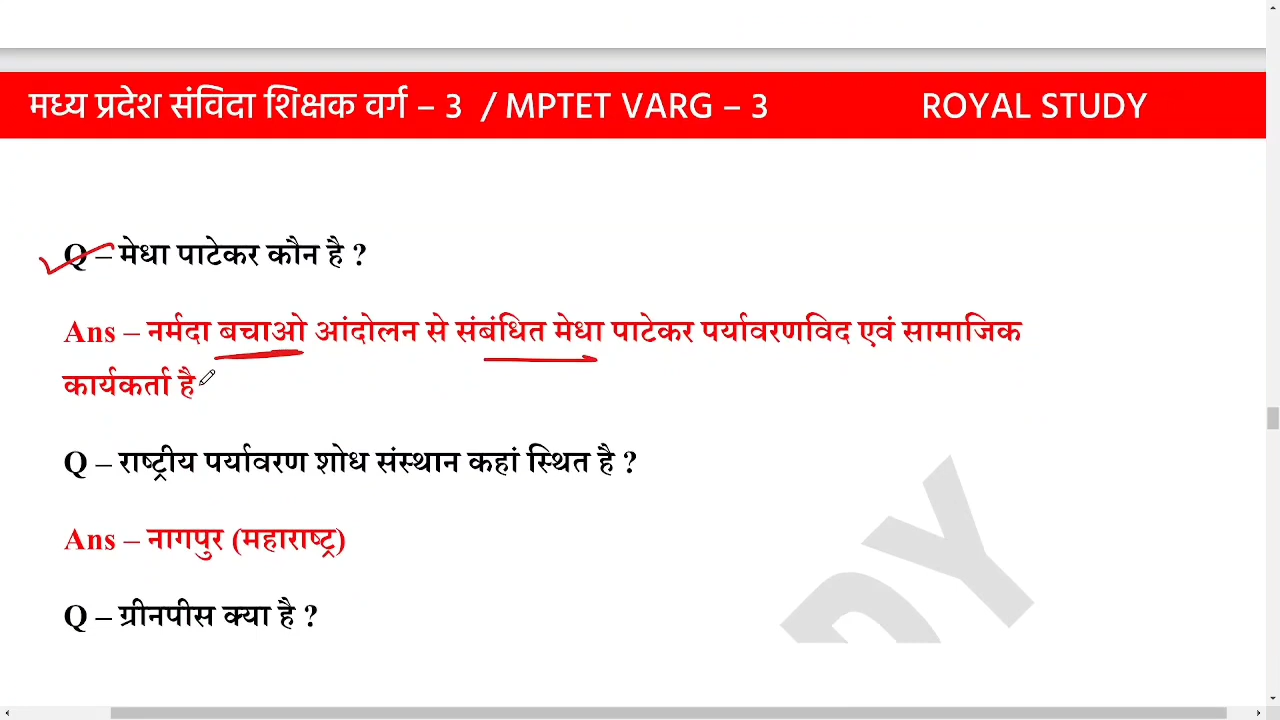 मध्य प्रदेश संविदा शिक्षक वर्ग – 3 / MPTET VARG – 3 ROYAL STUDY
Q – मेधा पाटेकर कौन है ?
Ans – नर्मदा बचाओ आंदोलन से संबंधित मेधा पाटेकर पर्यावरणविद एवं सामाजिक
कार्यकर्ता है
Q – राष्ट्रीय पर्यावरण शोध संस्थान कहां स्थित है ?
Ans – नागपुर (महाराष्ट्र)
Q – ग्रीनपीस क्या है ?
DY